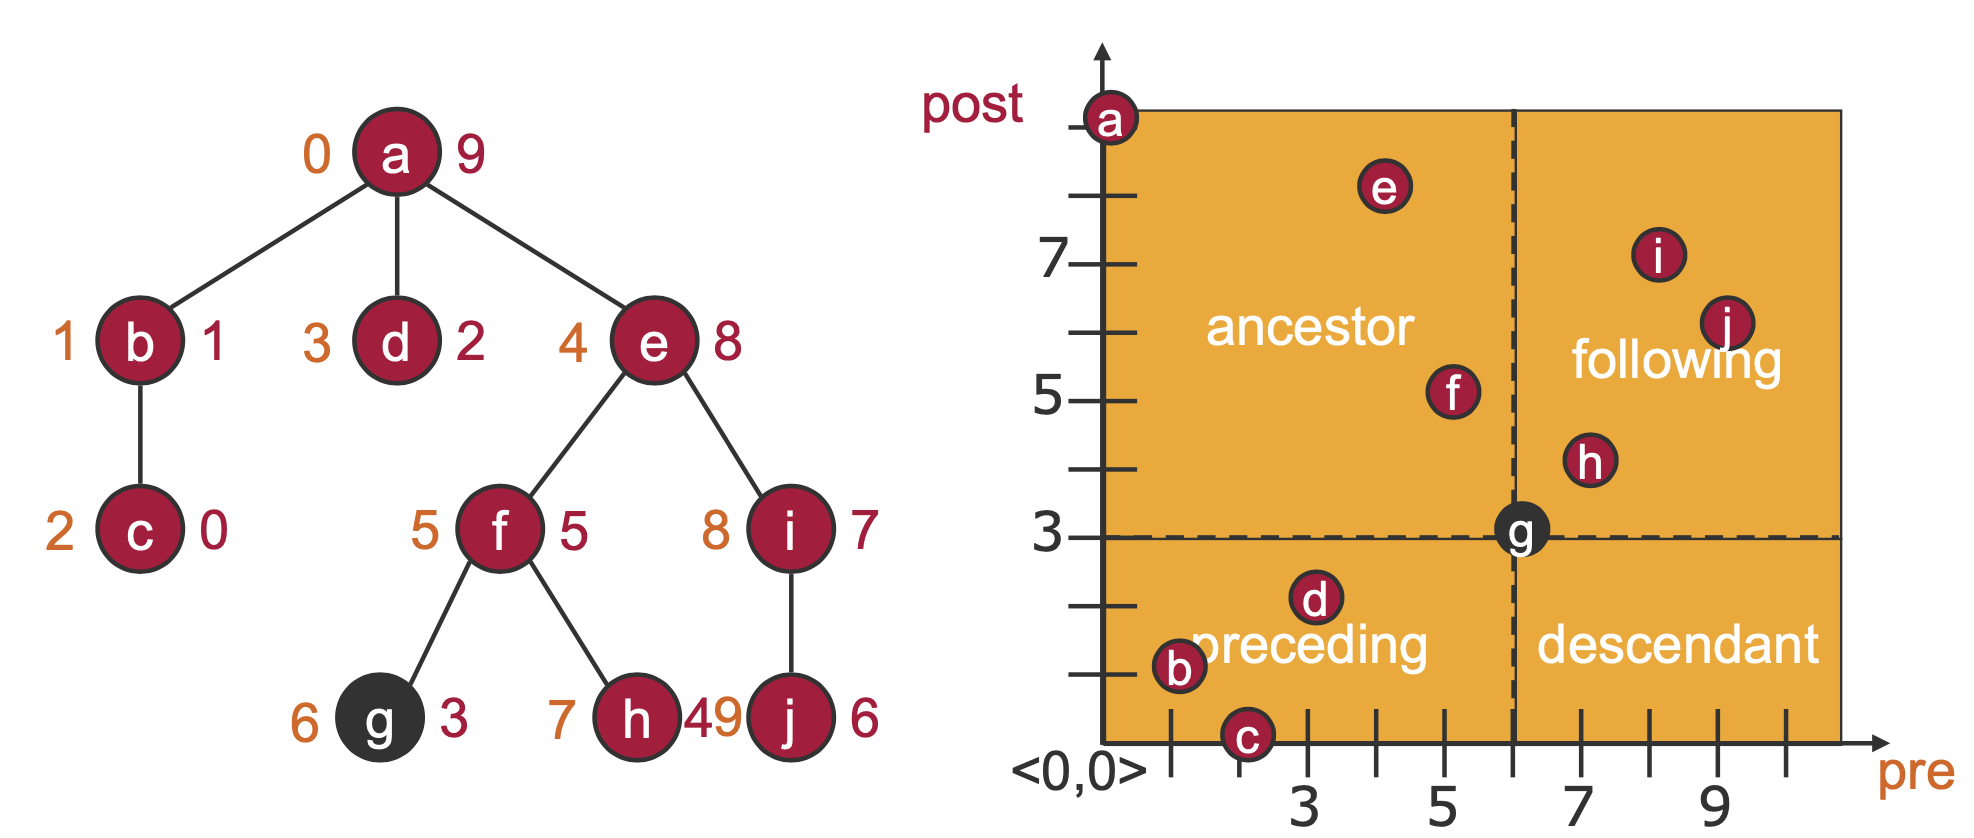 0 a 9
1 b 1
3 d 2
4 e 8
2 c 0
5 f 5
8 i 7
6 g 3
7 h 4
9 j 6
post
a
e
7
i
ancestor
j
following
5
f
h
3
g
d
preceding
descendant
b
c
<0,0>
pre
3 5 7 9